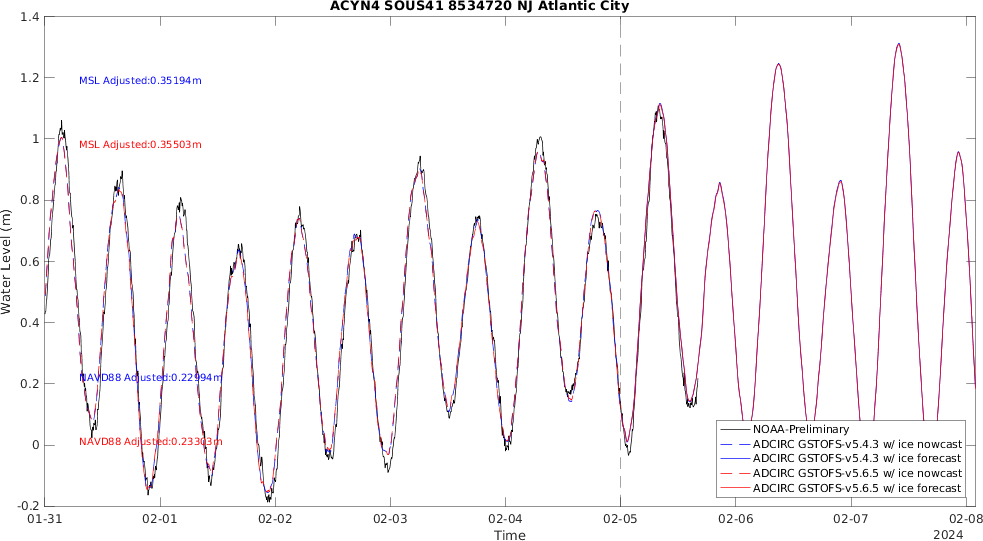 ACYN4 SOUS41 8534720 NJ Atlantic City
1.4
1.2
1
0.8
0.6
0.4
0.2
0
-0.2
Water Level (m)
MSL Adjusted:0.35194m
MSL Adjusted:0.35503m
NAVD88 Adjusted:0.22994m
NAVD88 Adjusted:0.23303m
NOAA-Preliminary
ADCIRC GSTOFS-v5.4.3 w/ ice nowcast
ADCIRC GSTOFS-v5.4.3 w/ ice forecast
ADCIRC GSTOFS-v5.6.5 w/ ice nowcast
ADCIRC GSTOFS-v5.6.5 w/ ice forecast
01-31 02-01 02-02 02-03 02-04 02-05 02-06 02-07 02-08
Time
2024